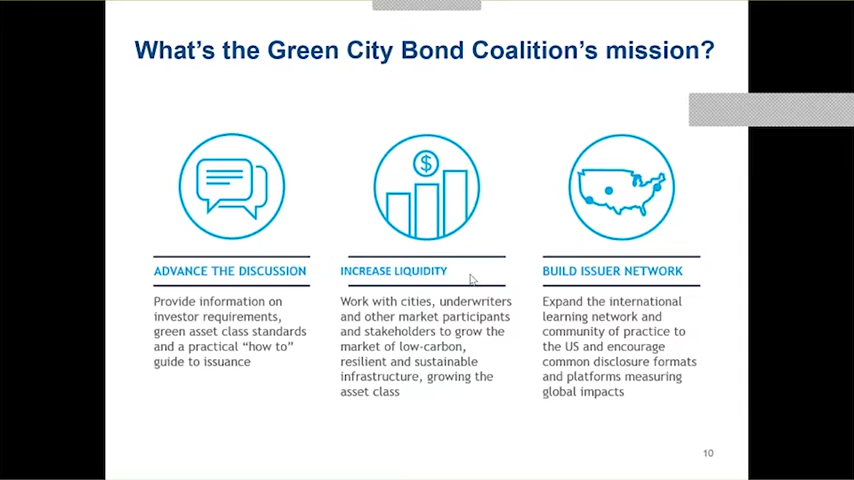 What's the Green City Bond Coalition's mission?
$
ADVANCE THE DISCUSSION
Provide information on
investor requirements,
green asset class standards
and a practical “how to”
guide to issuance
INCREASE LIQUIDITY
Work with cities, underwriters
and other market participants
and stakeholders to grow the
market of low-carbon,
resilient and sustainable
infrastructure, growing the
asset class
BUILD ISSUER NETWORK
Expand the international
learning network and
community of practice to
the US and encourage
common disclosure formats
and platforms measuring
global impacts
10